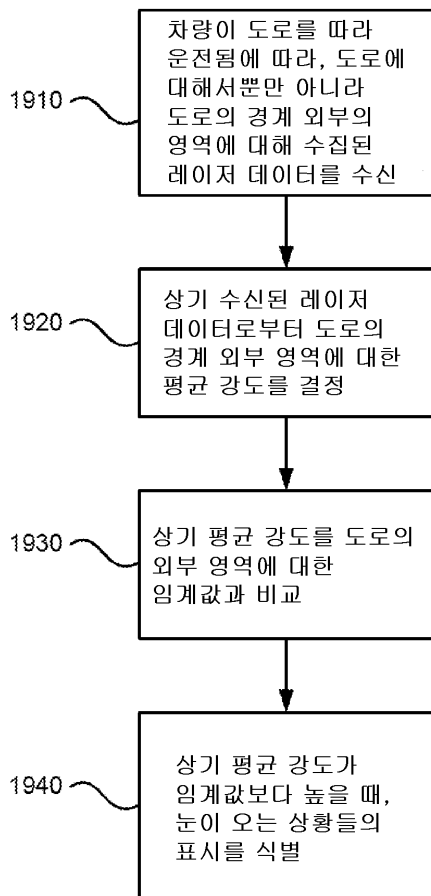 1910
차량이 도로를 따라
운전됨에 따라, 도로에
대해서뿐만 아니라
도로의 경계 외부의
영역에 대해 수집된
레이저 데이터를 수신
1920
상기 수신된 레이저
데이터로부터 도로의
경계 외부 영역에 대한
평균 강도를 결정
1930
상기 평균 강도를 도로의
외부 영역에 대한
임계값과 비교
1940
상기 평균 강도가
임계값보다 높을 때,
눈이 오는 상황들의
표시를 식별